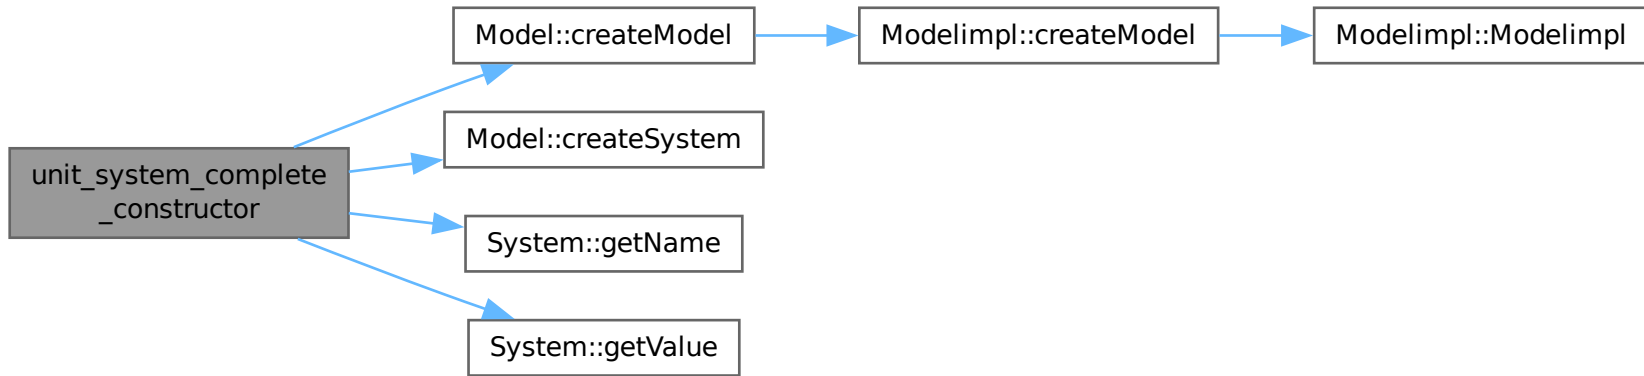 Model::createModel
Modelimpl::createModel
Modelimpl::Modelimpl
Model::createSystem
unit_system_complete
_constructor
System::getName
System::getValue